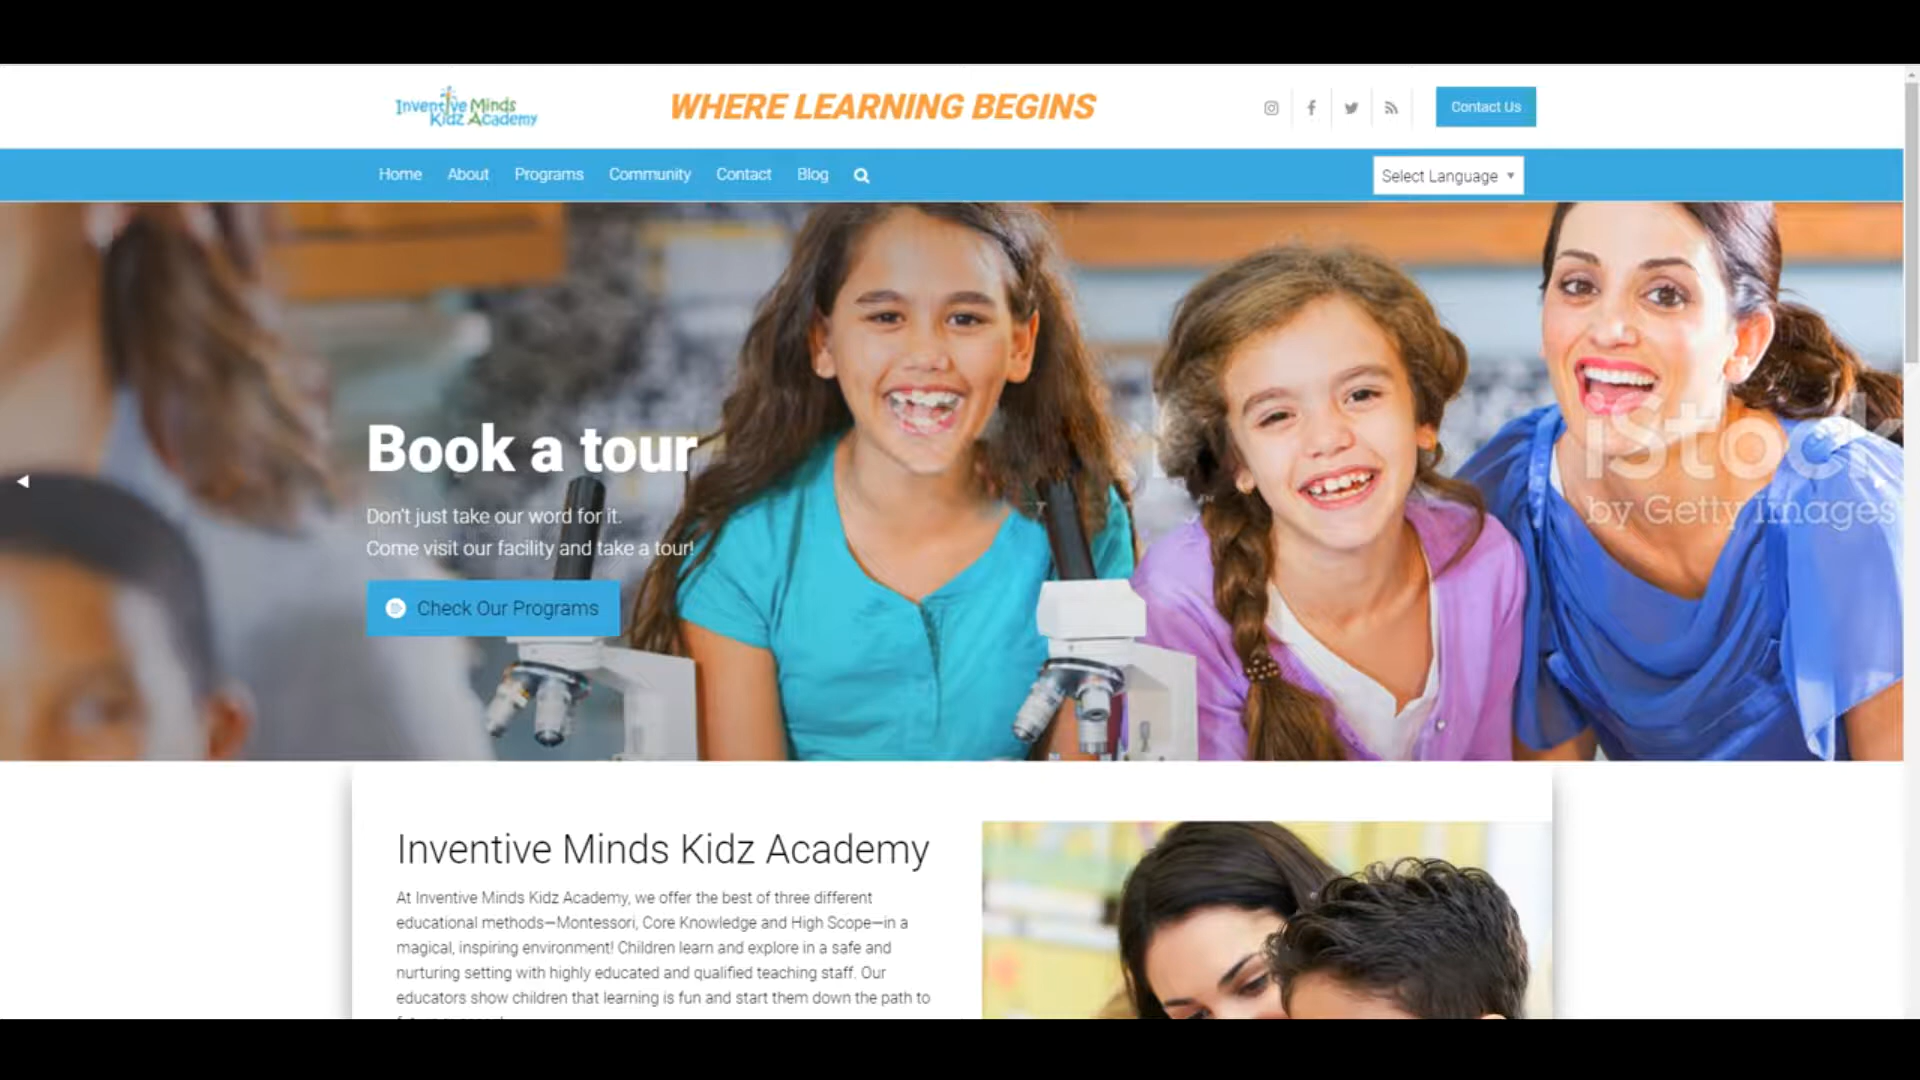 Inventive Minds
Kidz Academy
WHERE LEARNING BEGINS
Contact Us
Home About Programs Community Contact Blog
Select Language
Book a tour
Don't just take our word for it.
Come visit our facility and take a tour!
Check Our Programs
iStock
by Getty Images
Inventive Minds Kidz Academy
At Inventive Minds Kidz Academy, we offer the best of three different
educational methods—Montessori, Core Knowledge and High Scope—in a
magical, inspiring environment! Children learn and explore in a safe and
nurturing setting with highly educated and qualified teaching staff. Our
educators show children that learning is fun and start them down the path to